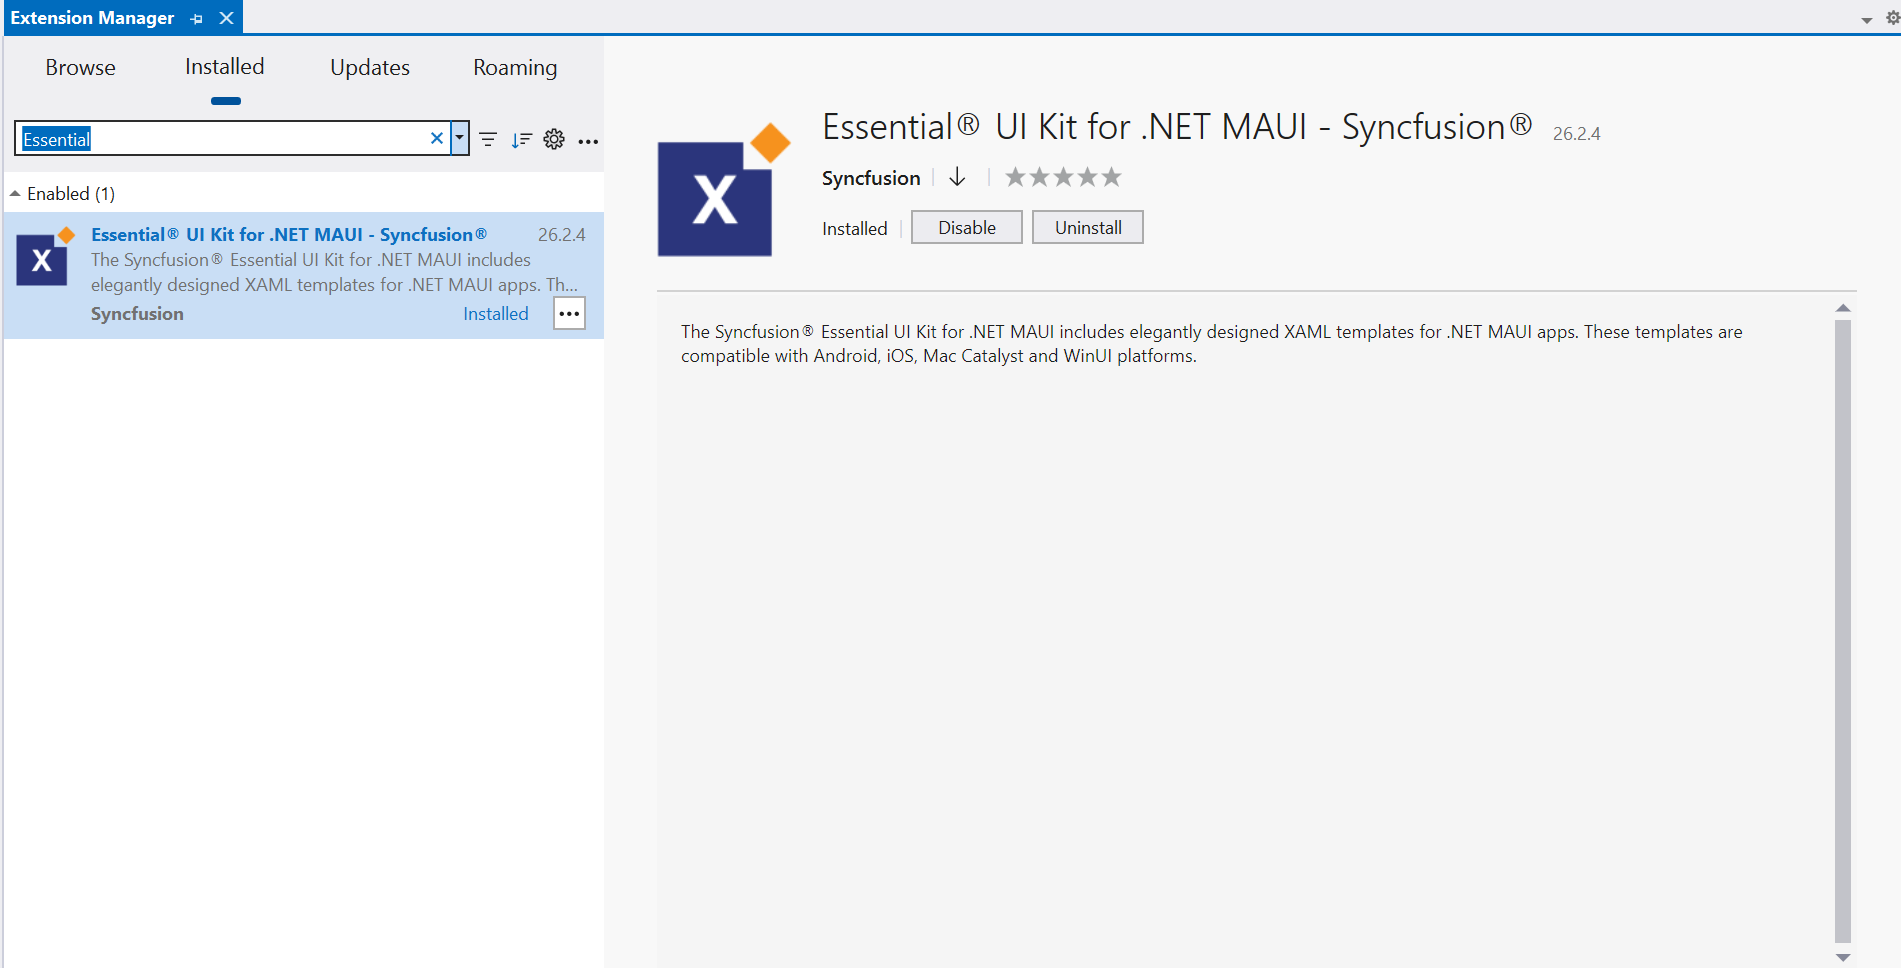 Extension Manager
Browse Installed Updates Roaming
Essential
Enabled (1)
Essential® UI Kit for .NET MAUI - Syncfusion® 26.2.4
The Syncfusion® Essential UI Kit for .NET MAUI includes
elegantly designed XAML templates for .NET MAUI apps. Th...
Syncfusion Installed
X
Essential® UI Kit for .NET MAUI - Syncfusion® 26.2.4
Syncfusion
X
Installed Disable Uninstall
The Syncfusion® Essential UI Kit for .NET MAUI includes elegantly designed XAML templates for .NET MAUI apps. These templates are
compatible with Android, iOS, Mac Catalyst and WinUI platforms.